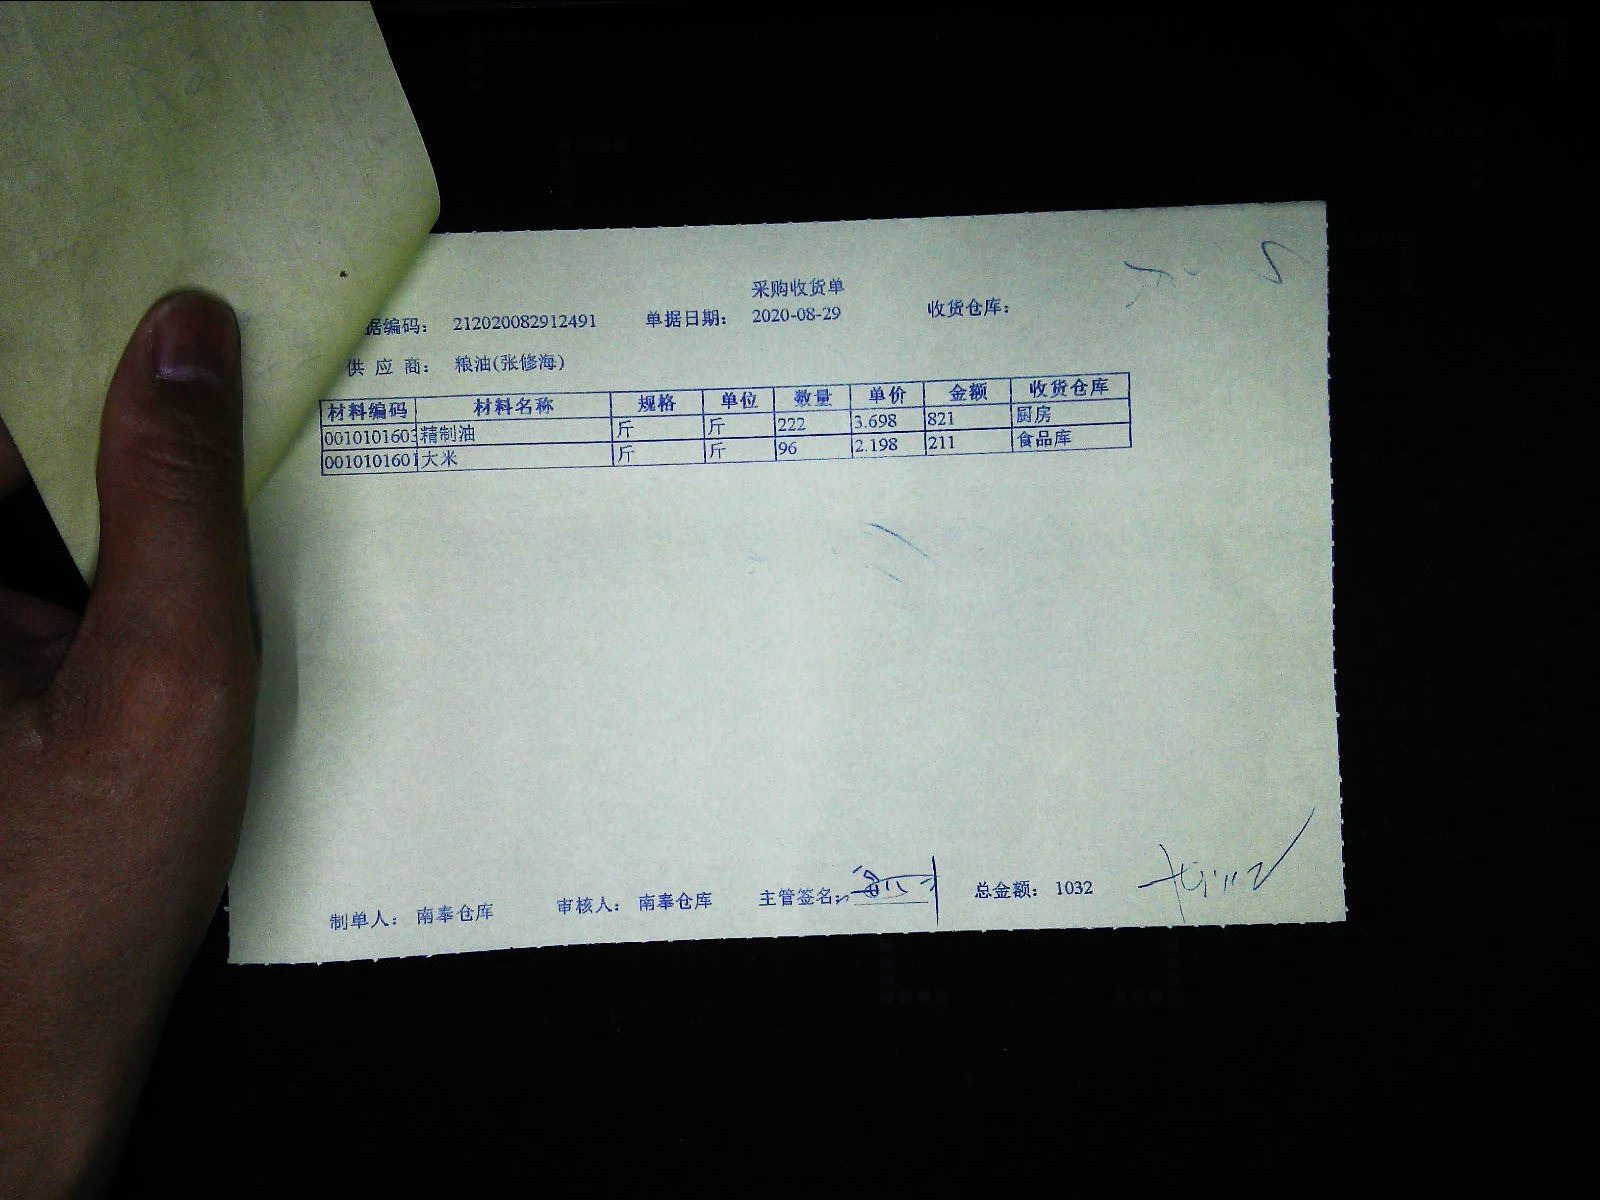 采购收货单
据编码： 212020082912491 单据日期： 2020-08-29 收货仓库：
供 应 商： 粮油(张修海)
材料编码 材料名称 规格 单位 数量 单价 金额 收货仓库
0010101603 精制油 斤 斤 222 3.698 821 厨房
0010101601 大米 斤 斤 96 2.198 211 食品库
制单人： 南奉仓库 审核人： 南奉仓库 主管签名： 总金额： 1032